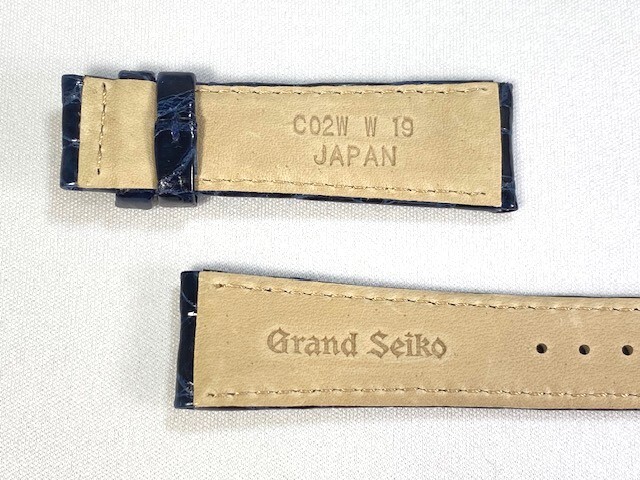 C02W W 19
JAPAN
Grand Seiko